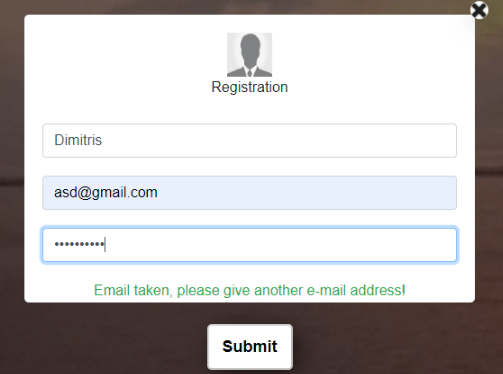 Registration
Dimitris
asd@gmail.com
••••••••••
Email taken, please give another e-mail address!
Submit